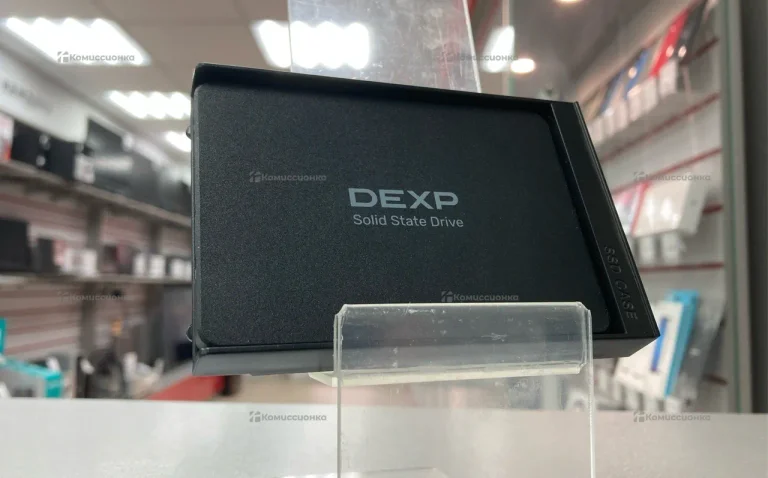 Комиссионка
Комиссионка
Комиссионка
DEXP
Solid State Drive
SSD CASE
Комиссионка
Комиссионка
Комиссионка
Комиссионка
Комиссионка